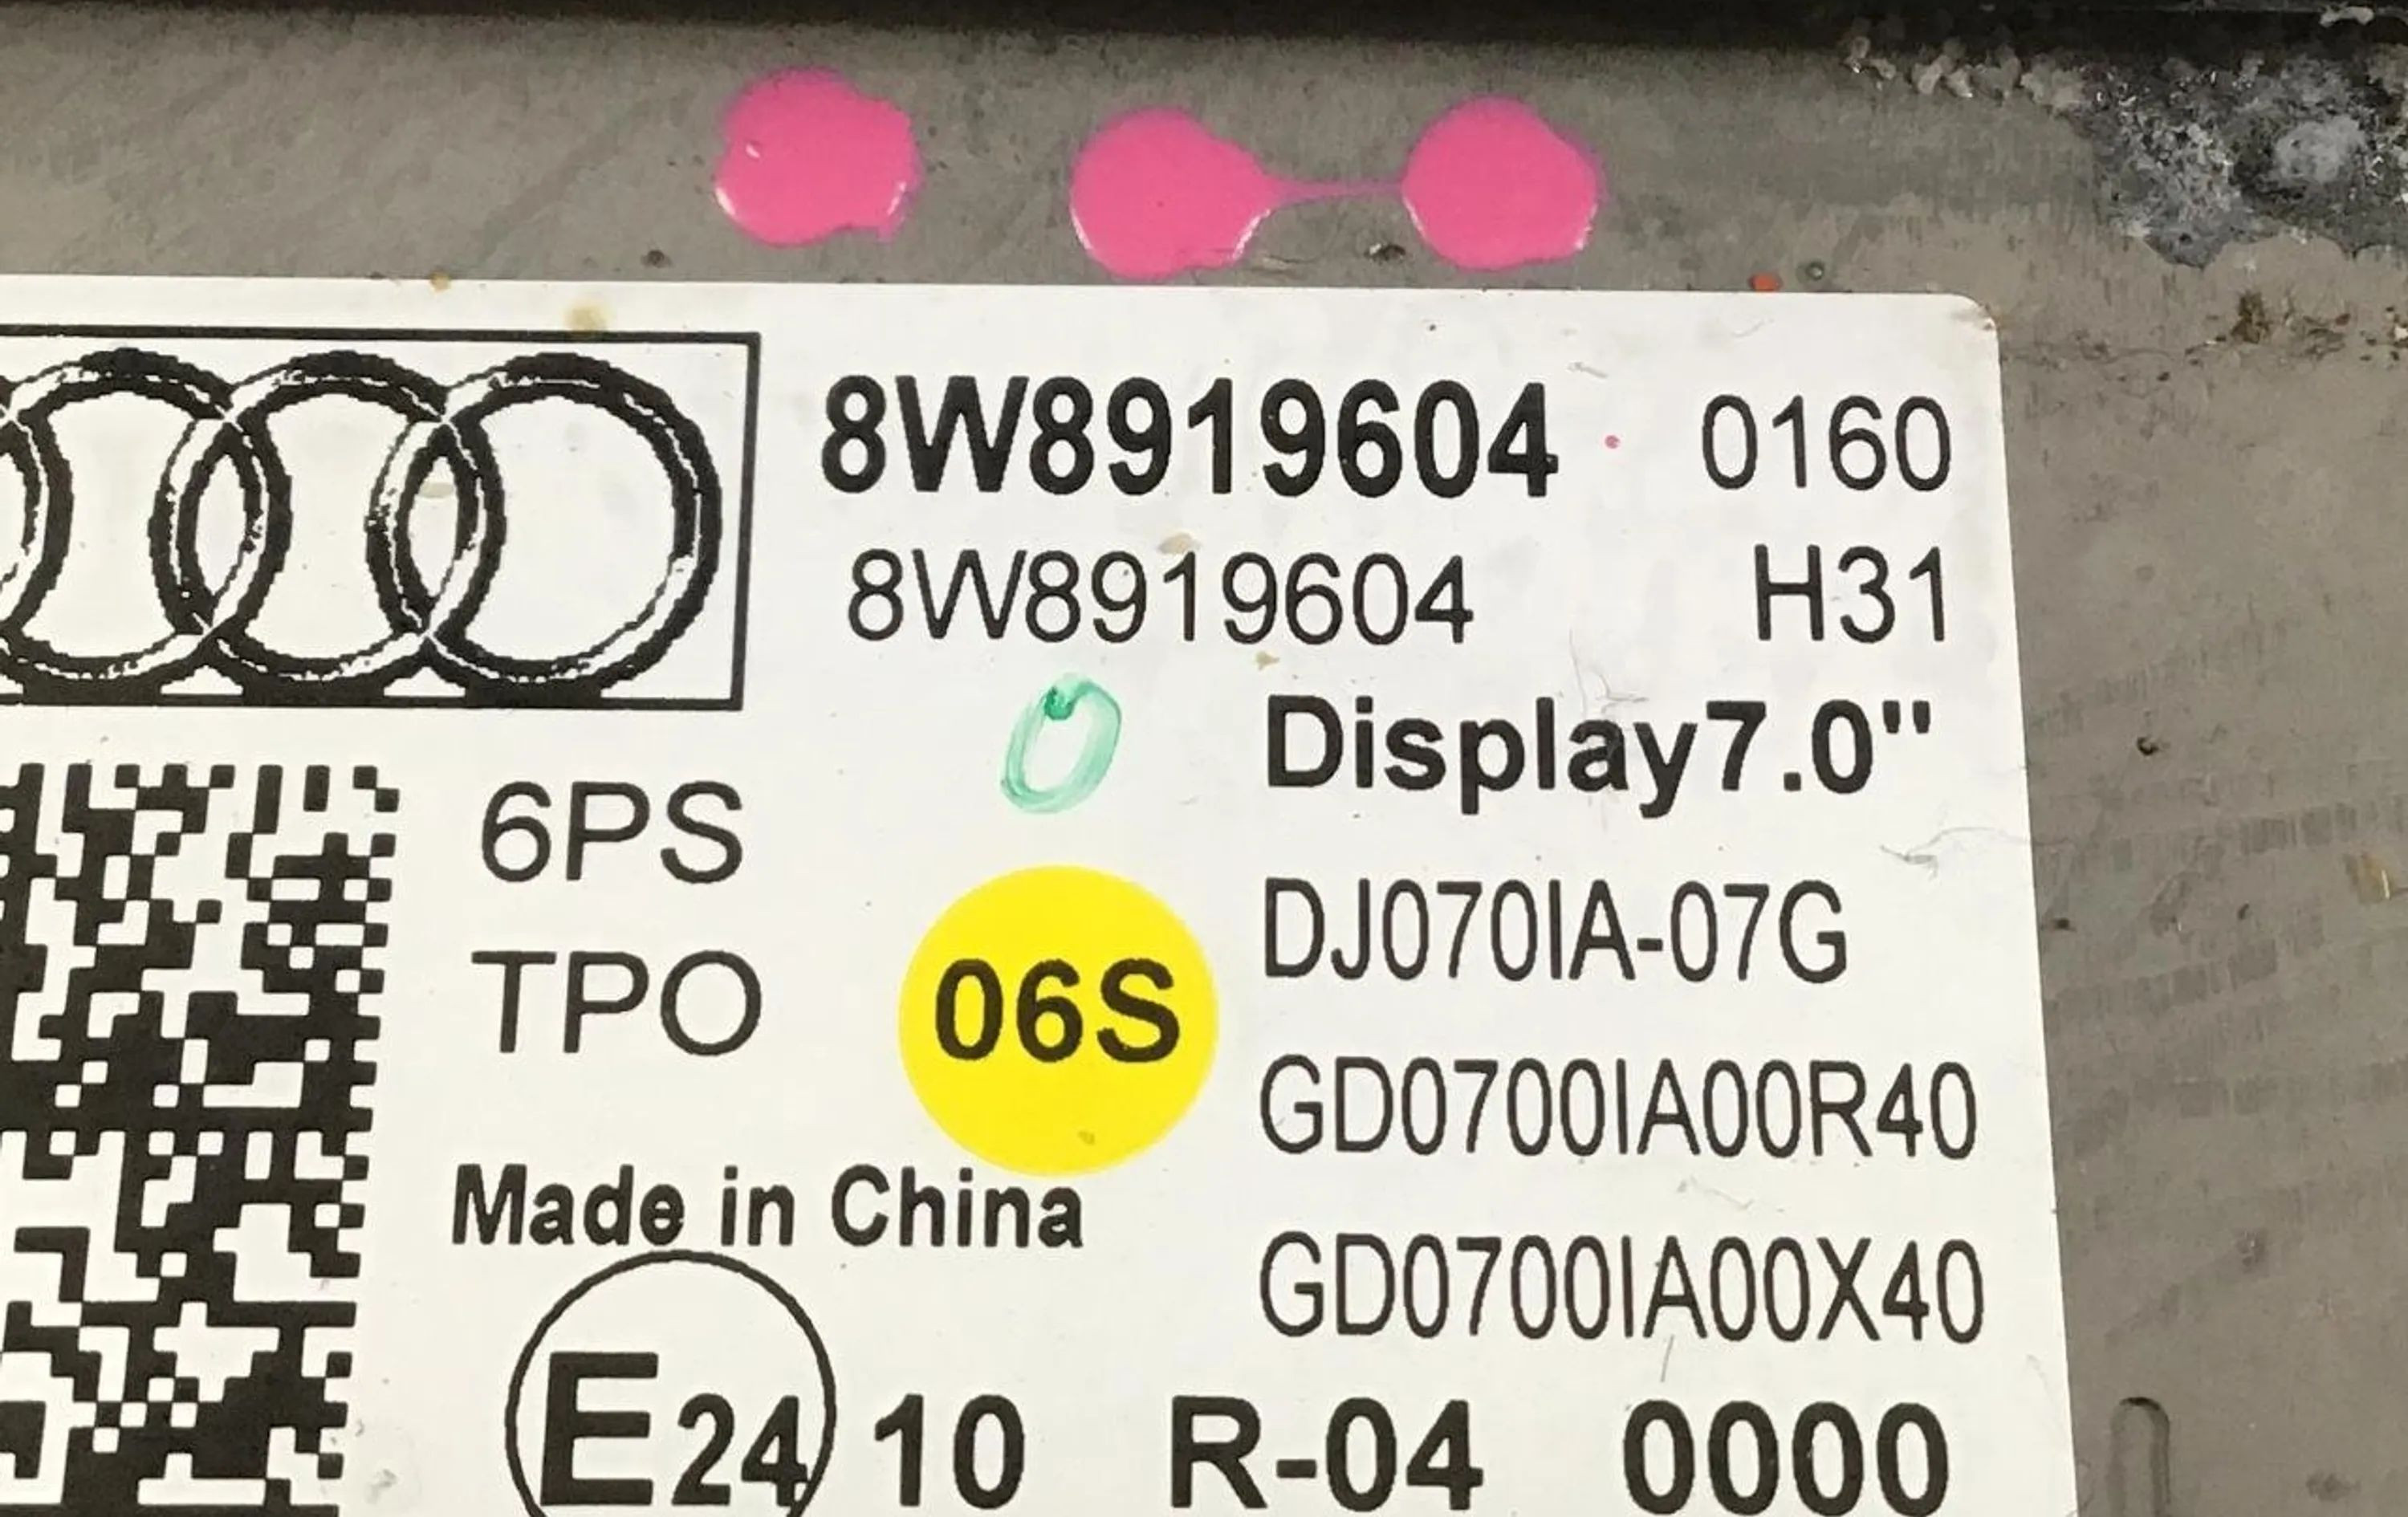 8W8919604 0160
8W8919604 H31
Display7.0"
6PS
DJ070IA-07G
TPO
06S
GD0700IA00R40
Made in China
GD0700IA00X40
E24 10 R-04 0000